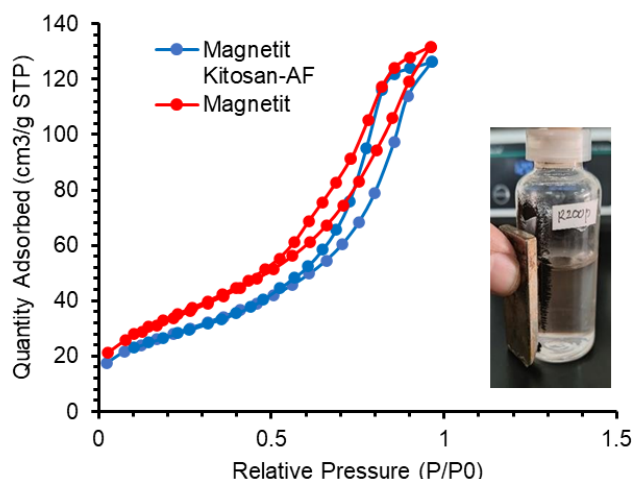 140
120
100
80
60
40
20
0
Quantity Adsorbed (cm3/g STP)
Magnetit
Kitosan-AF
Magnetit
R200p
0
0.5
1
1.5
Relative Pressure (P/P0)